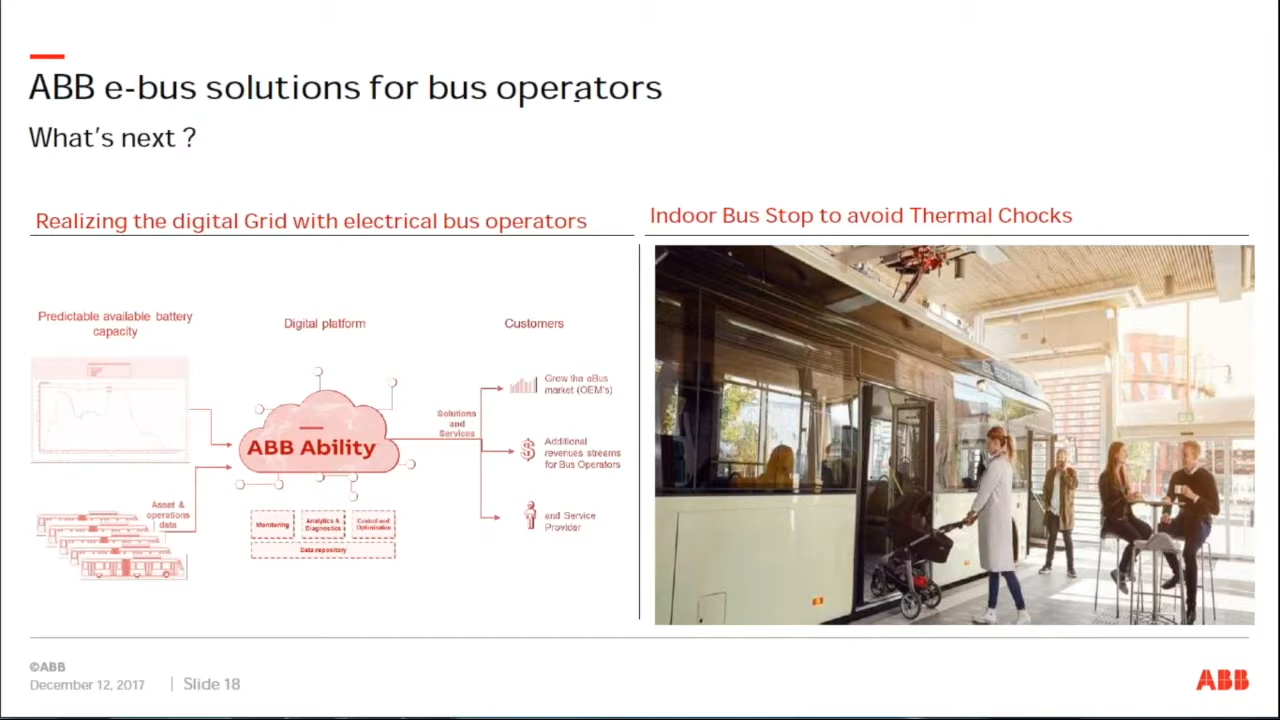 ABB e-bus solutions for bus operators
What's next ?
Realizing the digital Grid with electrical bus operators
Indoor Bus Stop to avoid Thermal Chocks
Predictable available battery
capacity
Digital platform
Customers
ABB Ability
Solutions
and
Services
Grow the eBus
market (OEM's)
$
Additional
revenues streams
for Bus Operators
and Service
Provider
Asset &
operations
data
Monitoring
Analytics &
Diagnostics
Control and
Optimization
Data repository
©ABB
December 12, 2017
Slide 18
ABB